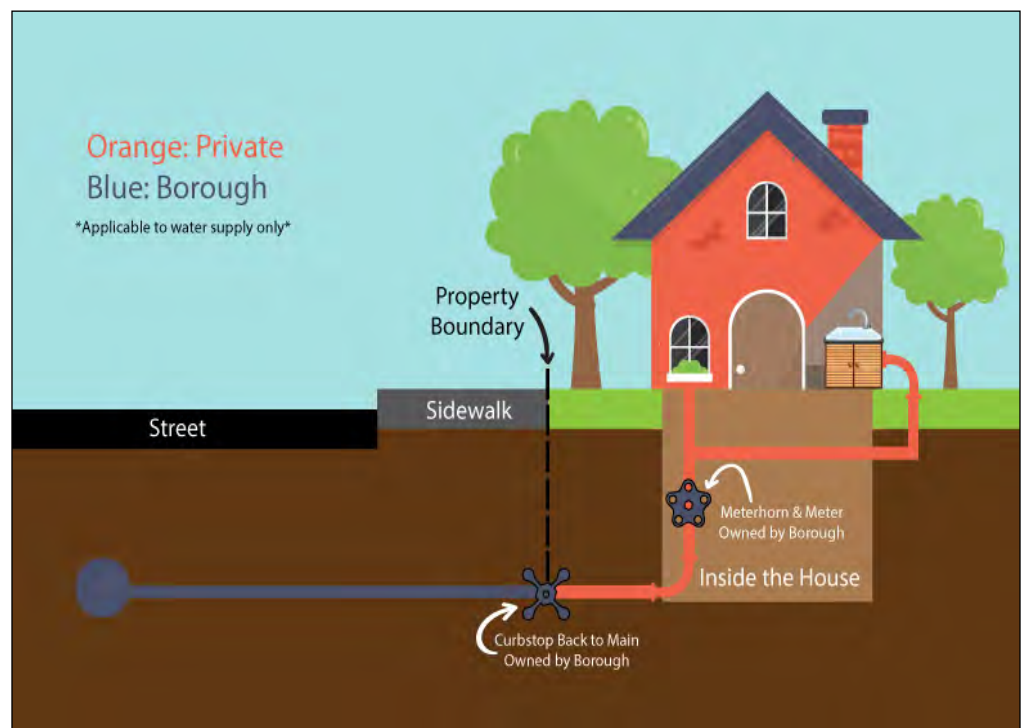 Orange: Private
Blue: Borough
*Applicable to water supply only*
Property
Boundary
Sidewalk
Street
Meterhorn & Meter
Owned by Borough
Inside the House
Curbstop Back to Main
Owned by Borough